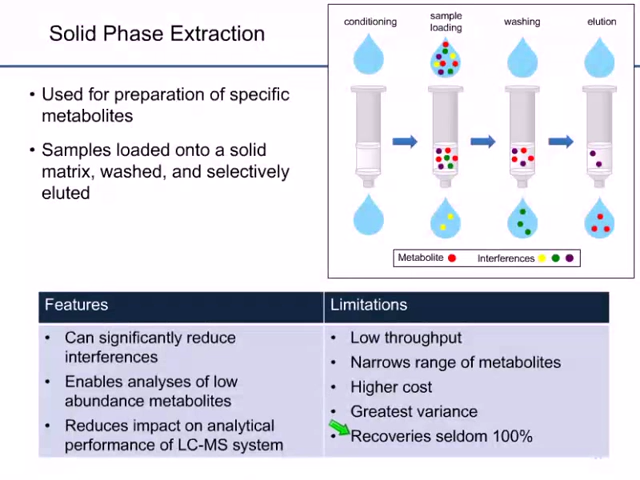 Solid Phase Extraction
• Used for preparation of specific
metabolites
• Samples loaded onto a solid
matrix, washed, and selectively
eluted
conditioning
sample
loading
washing
elution
Metabolite
Interferences
Features
• Can significantly reduce
interferences
• Enables analyses of low
abundance metabolites
• Reduces impact on analytical
performance of LC-MS system
Limitations
• Low throughput
• Narrows range of metabolites
• Higher cost
• Greatest variance
• Recoveries seldom 100%